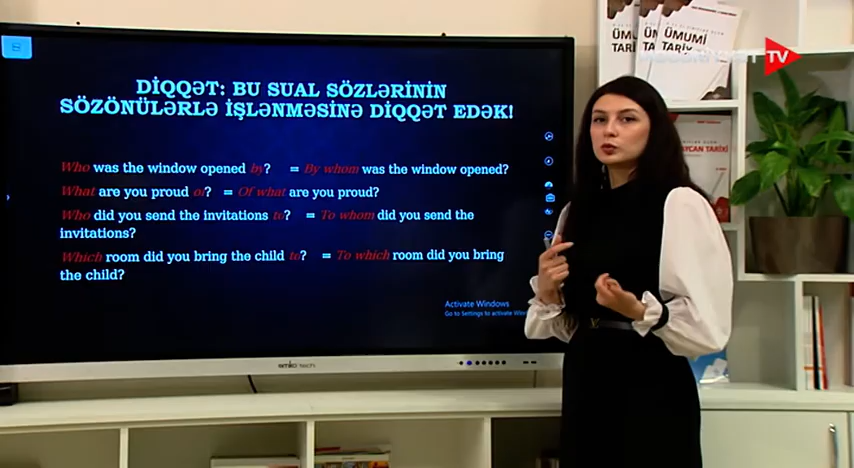 DİQQƏT: BU SUAL SÖZLƏRİNİN
SÖZÖNÜLƏRLƏ İŞLƏNMƏSİNƏ DİQQƏT EDƏK!
Who was the window opened by? = By whom was the window opened?
What are you proud of? = Of what are you proud?
Who did you send the invitations to? = To whom did you send the
invitations?
Which room did you bring the child to? = To which room did you bring
the child?
Activate Windows
Go to Settings to activate
ÜMUMİ
TARİ
ÜMUMİ
TARİX
TV
TARİXİ